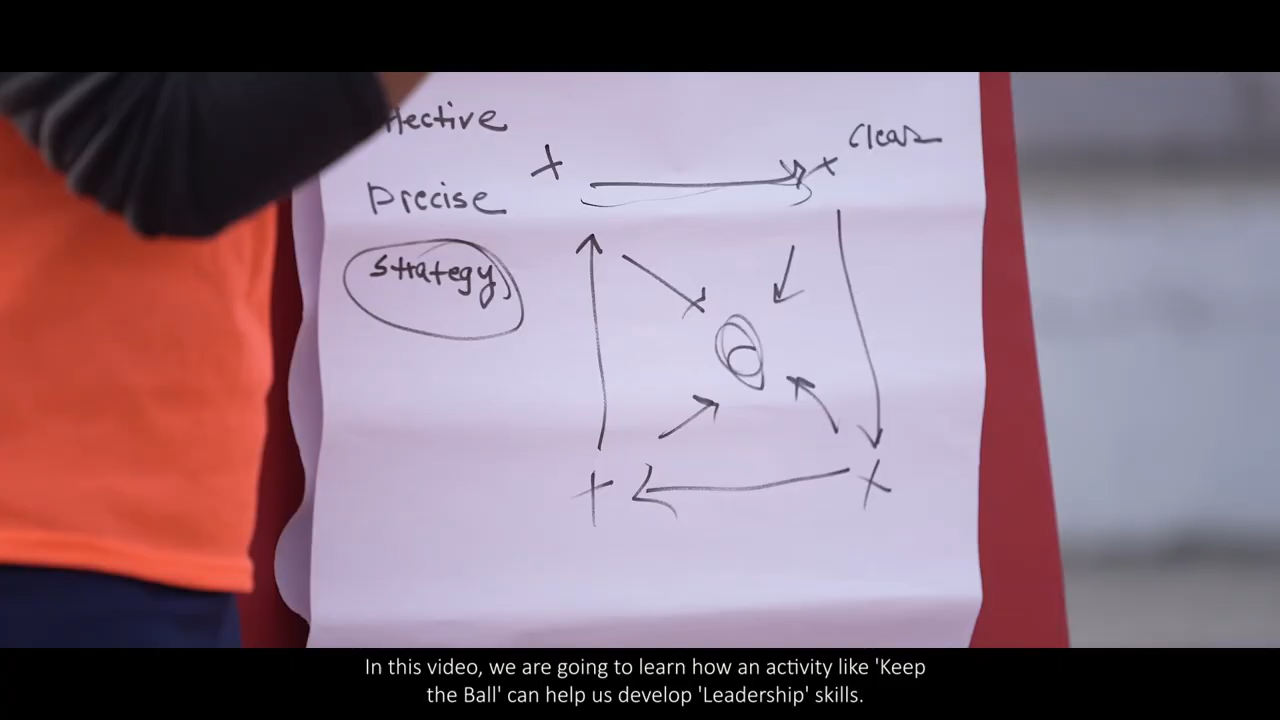 Clear
Precise
Strategy
In this video, we are going to learn how an activity like 'Keep
the Ball' can help us develop 'Leadership' skills.